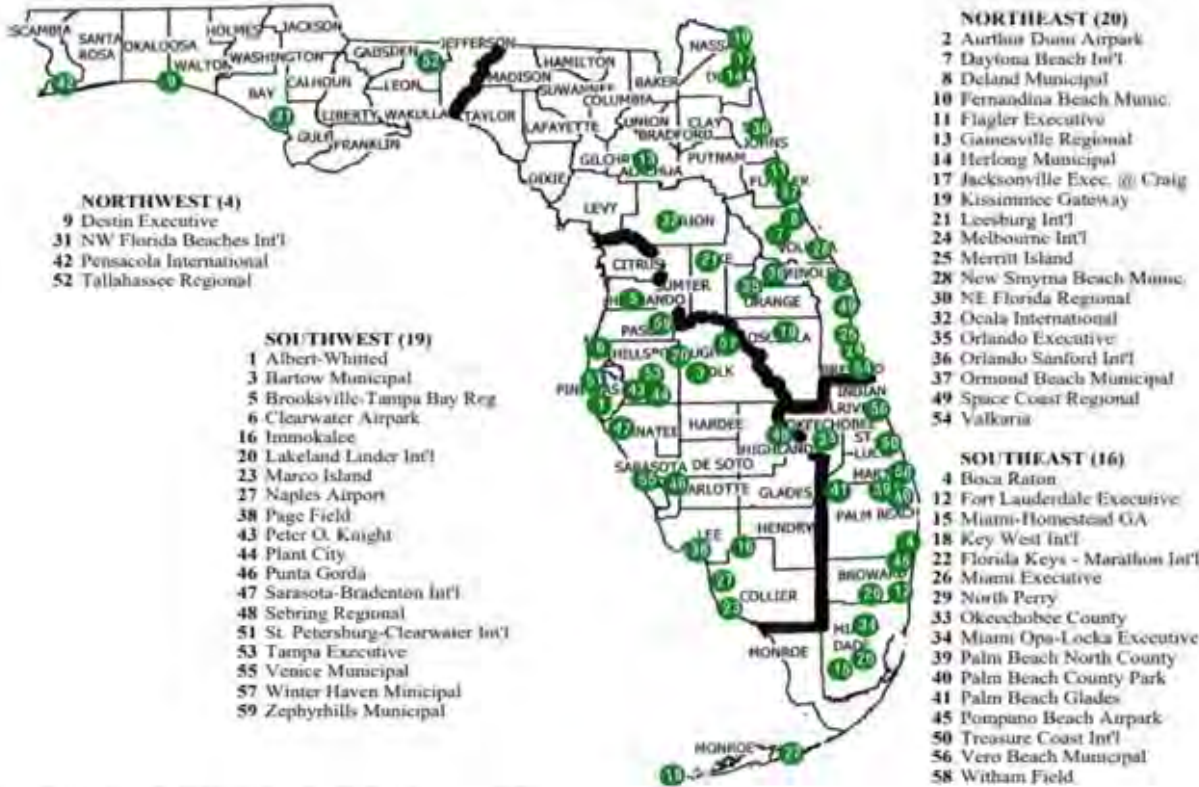 NORTHEAST (20)
2 Aurthur Dunn Airpark
7 Daytona Beach Int'l
8 Deland Municipal
10 Fernandina Beach Munic.
11 Flagler Executive
13 Gainesville Regional
14 Herlong Municipal
17 Jacksonville Exec. @ Craig
19 Kissimmee Gateway
21 Leesburg Int'l
24 Melbourne Int'l
25 Merritt Island
28 New Smyrna Beach Munic.
30 NE Florida Regional
32 Ocala International
35 Orlando Executive
36 Orlando Sanford Int'l
37 Ormond Beach Municipal
49 Space Coast Regional
54 Valkaria
NORTHWEST (4)
9 Destin Executive
31 NW Florida Beaches Int'l
42 Pensacola International
52 Tallahassee Regional
SOUTHWEST (19)
1 Albert-Whitted
3 Bartow Municipal
5 Brooksville-Tampa Bay Reg
6 Clearwater Airpark
16 Immokalee
20 Lakeland Linder Int'l
23 Marco Island
27 Naples Airport
38 Page Field
43 Peter O. Knight
44 Plant City
46 Punta Gorda
47 Sarasota-Bradenton Int'l
48 Sebring Regional
51 St. Petersburg-Clearwater Int'l
53 Tampa Executive
55 Venice Municipal
57 Winter Haven Minicipal
59 Zephyrhills Municipal
SOUTHEAST (16)
4 Boca Raton
12 Fort Lauderdale Executive
15 Miami-Homestead GA
18 Key West Int'l
22 Florida Keys - Marathon Int'l
26 Miami Executive
29 North Perry
33 Okeechobee County
34 Miami Opa-Locka Executive
39 Palm Beach North County
40 Palm Beach County Park
41 Palm Beach Glades
45 Pompano Beach Airpark
50 Treasure Coast Int'l
56 Vero Beach Municipal
58 Witham Field
SANTA
ROSA
OKALOOSA
HOLMES
JACKSON
WALTON
WASHINGTON
BAY
CALHOUN
GADSDEN
LEON
LIBERTY
WAKULLA
GULF
FRANKLIN
JEFFERSON
MADISON
TAYLOR
HAMILTON
SUWANNEE
COLUMBIA
BAKER
LAFAYETTE
UNION
BRADFORD
CLAY
PUTNAM
DIXIE
LEVY
CITRUS
ORANGE
HARDEE
DE SOTO
SARASOTA
GLADES
LEE
HENDRY
COLLIER
PALM BEACH
INDIAN
ST
MONROE
MONROE